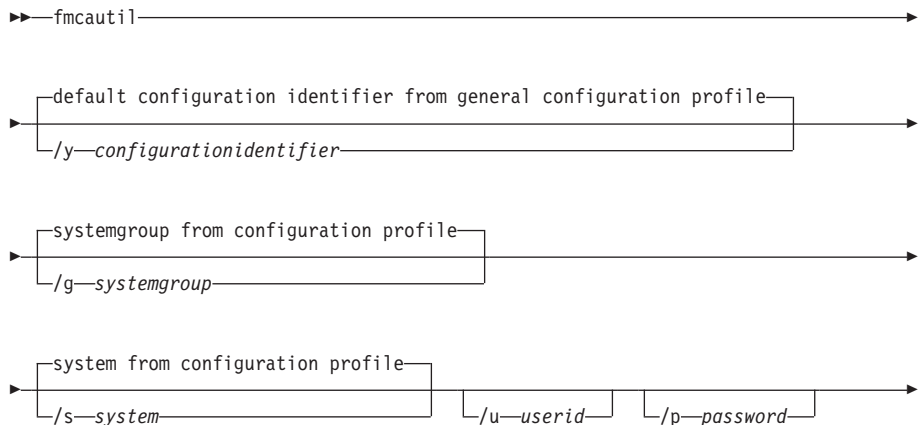 fmcautil
default configuration identifier from general configuration profile
/y configurationidentifier
systemgroup from configuration profile
/g systemgroup
system from configuration profile
/s system /u userid /p password